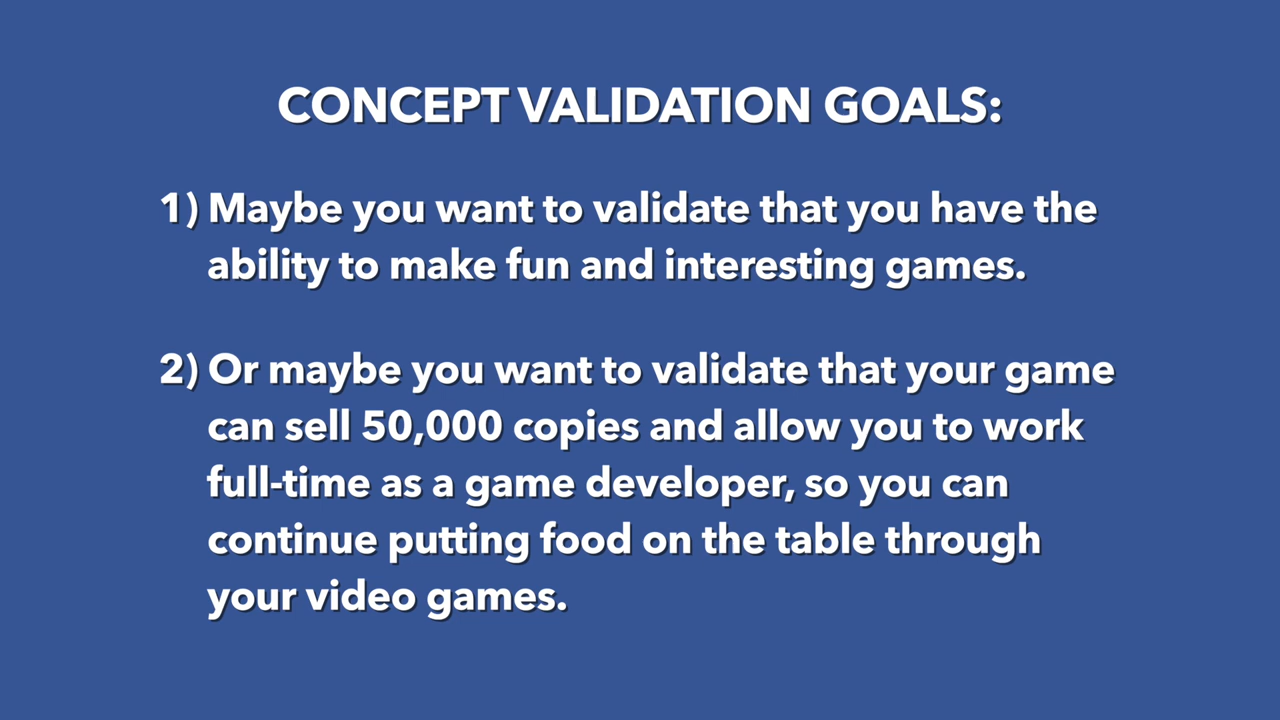 CONCEPT VALIDATION GOALS:
1) Maybe you want to validate that you have the
ability to make fun and interesting games.
2) Or maybe you want to validate that your game
can sell 50,000 copies and allow you to work
full-time as a game developer, so you can
continue putting food on the table through
your video games.